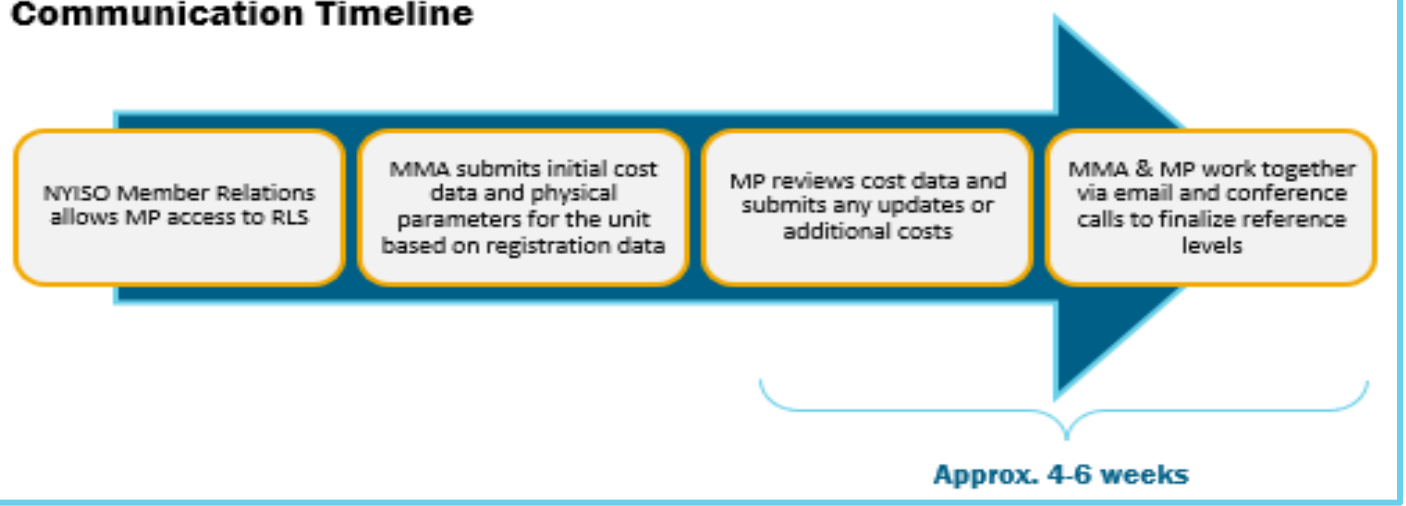 Communication Timeline
NYISO Member Relations
allows MP access to RLS
MMA submits initial cost
data and physical
parameters for the unit
based on registration data
MP reviews cost data and
submits any updates or
additional costs
MMA & MP work together
via email and conference
calls to finalize reference
levels
Approx. 4-6 weeks